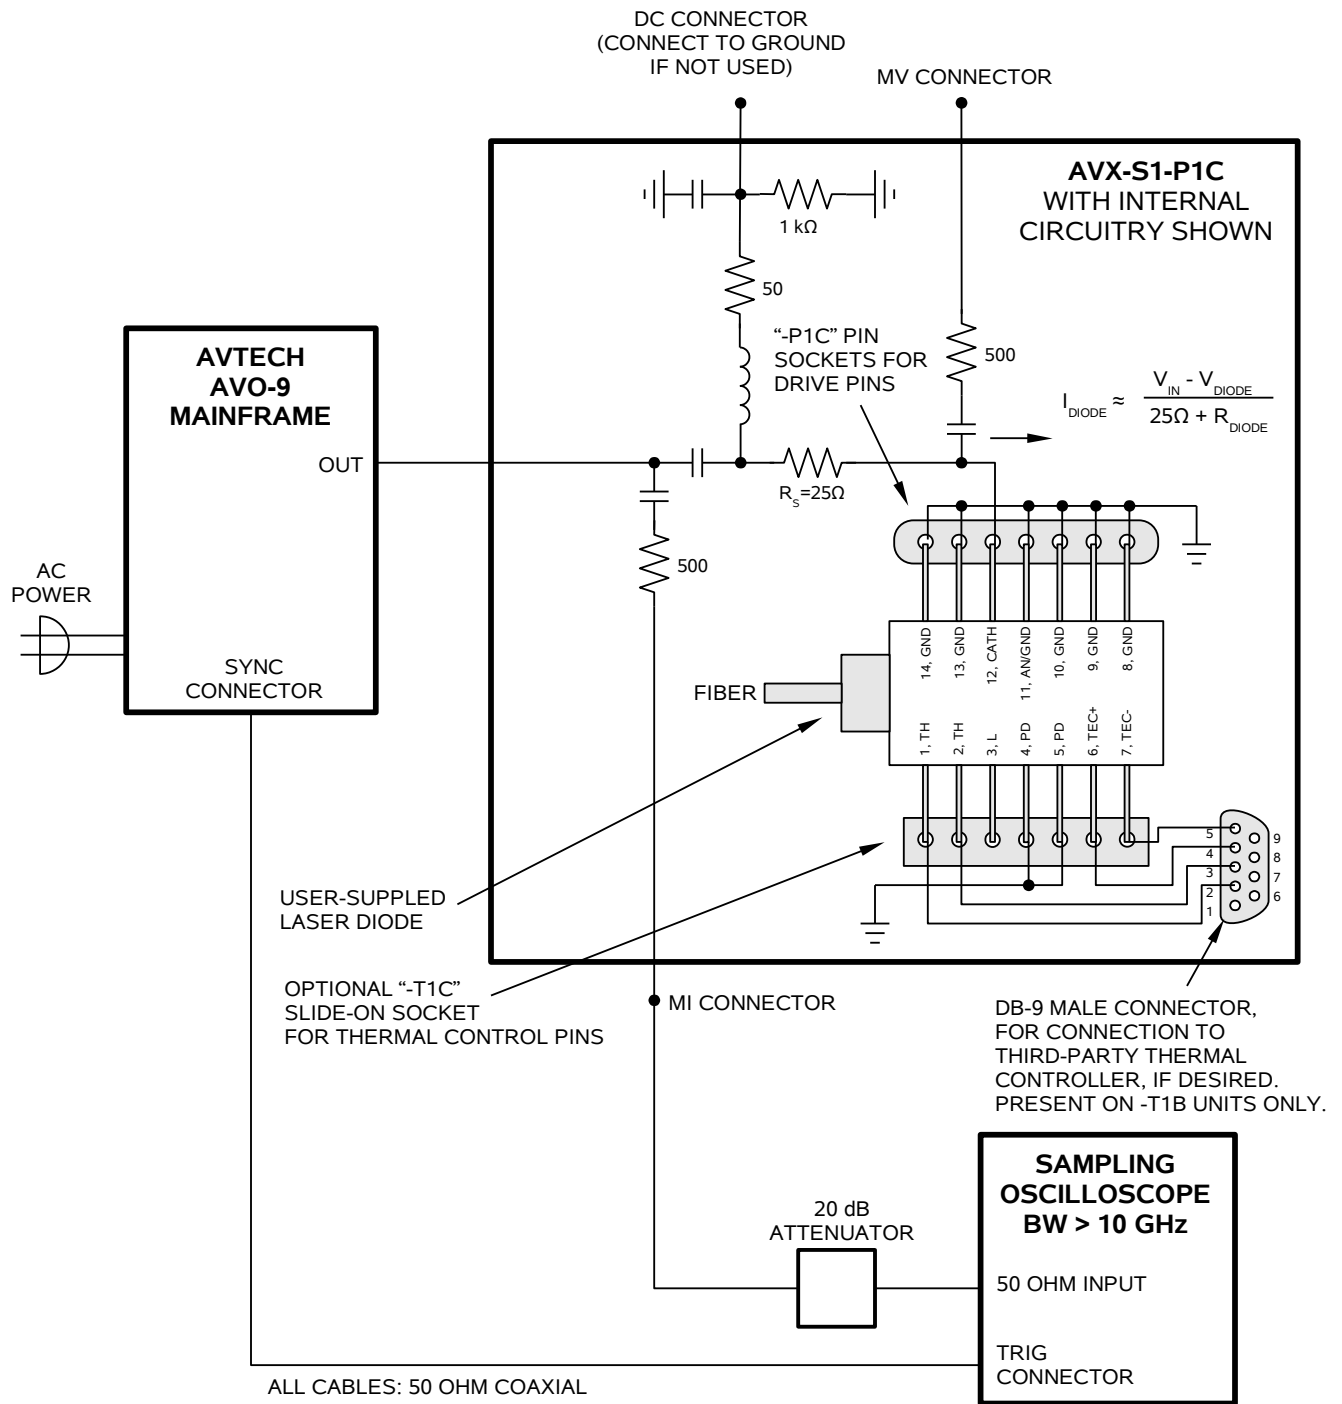 DC CONNECTOR
(CONNECT TO GROUND
IF NOT USED)
MV CONNECTOR
AVX-S1-P1C
WITH INTERNAL
CIRCUITRY SHOWN
1 kΩ
50
"-P1C" PIN
SOCKETS FOR
DRIVE PINS
500
I_DIODE ≈ V_IN - V_DIODE
25Ω + R_DIODE
AVTECH
AVO-9
MAINFRAME
OUT
R_S=25Ω
500
AC
POWER
SYNC
CONNECTOR
14, GND
13, GND
12, CATH
11, AN/GND
10, GND
9, GND
8, GND
FIBER
1, TH
2, TH
3, L
4, PD
5, PD
6, TEC+
7, TEC-
5
4
3
2
1
9
8
7
6
USER-SUPPLED
LASER DIODE
OPTIONAL “-T1C”
SLIDE-ON SOCKET
FOR THERMAL CONTROL PINS
MI CONNECTOR
DB-9 MALE CONNECTOR,
FOR CONNECTION TO
THIRD-PARTY THERMAL
CONTROLLER, IF DESIRED.
PRESENT ON -T1B UNITS ONLY.
20 dB
ATTENUATOR
SAMPLING
OSCILLOSCOPE
BW > 10 GHz
50 OHM INPUT
TRIG
CONNECTOR
ALL CABLES: 50 OHM COAXIAL